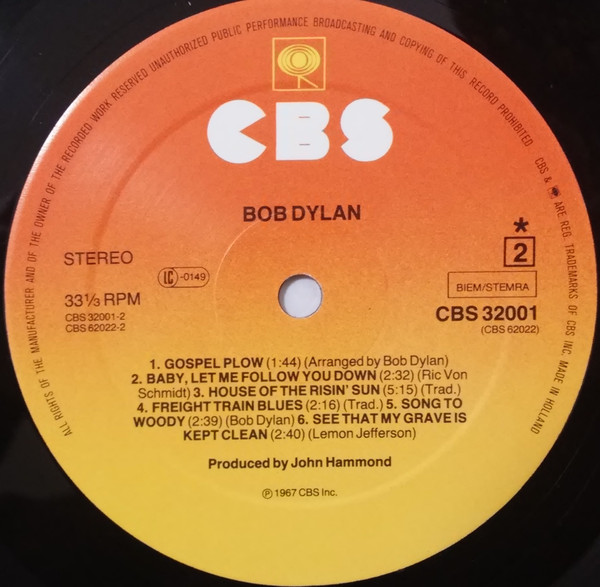 ALL RIGHTS OF THE MANUFACTURER AND OF THE OWNER OF THE RECORDED WORK RESERVED UNAUTHORIZED PUBLIC PERFORMANCE BROADCASTING AND COPYING OF THIS RECORD PROHIBITED. CBS & ARE REG. TRADEMARKS OF CBS INC. MADE IN HOLLAND
CBS
BOB DYLAN
STEREO
LC-0149
*
2
33⅓ RPM
CBS 32001-2
CBS 62022-2
BIEM/STEMRA
CBS 32001
(CBS 62022)
1. GOSPEL PLOW (1:44) (Arranged by Bob Dylan)
2. BABY, LET ME FOLLOW YOU DOWN (2:32) (Ric Von
Schmidt) 3. HOUSE OF THE RISIN' SUN (5:15) (Trad.)
4. FREIGHT TRAIN BLUES (2:16) (Trad.) 5. SONG TO
WOODY (2:39) (Bob Dylan) 6. SEE THAT MY GRAVE IS
KEPT CLEAN (2:40) (Lemon Jefferson)
Produced by John Hammond
℗ 1967 CBS Inc.